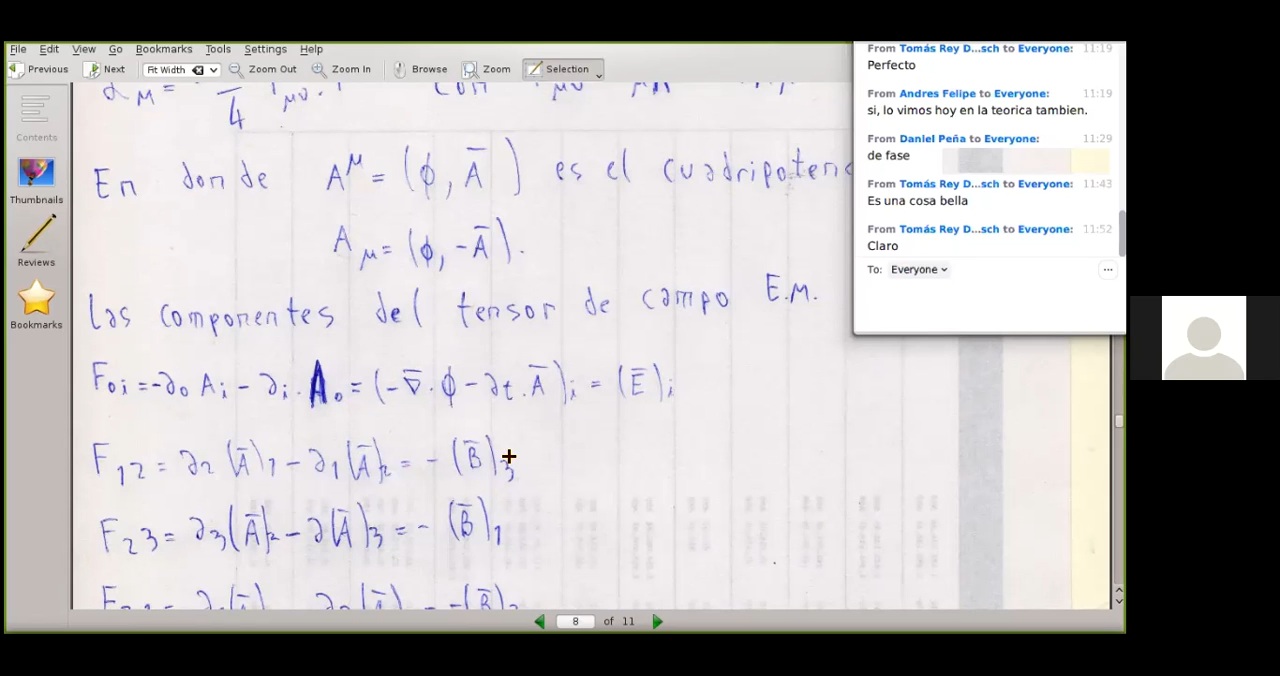 File Edit View Go Bookmarks Tools Settings Help
Previous Next Fit Width Zoom Out Zoom In Browse Zoom Selection
Contents
Thumbnails
Reviews
Bookmarks
4
En donde A^μ = (ϕ, A̅) es el cuadripotenc
A_μ = (ϕ, -A̅).
Las componentes del tensor de campo E.M.
F₀ᵢ = -∂₀ Aᵢ - ∂ᵢ. A₀ = (-∇̅. ϕ - ∂t. A̅)ᵢ = (E̅)ᵢ
F₁₂ = ∂₂ (A̅)₁ - ∂₁ (A̅)₂ = - (B̅)₃
F₂₃ = ∂₃ (A̅)₂ - ∂ (A̅)₃ = - (B̅)₁
8 of 11
From Tomás Rey D...sch to Everyone: 11:19
Perfecto
From Andres Felipe to Everyone: 11:19
si, lo vimos hoy en la teorica tambien.
From Daniel Peña to Everyone: 11:29
de fase
From Tomás Rey D...sch to Everyone: 11:43
Es una cosa bella
From Tomás Rey D...sch to Everyone: 11:52
Claro
To: Everyone